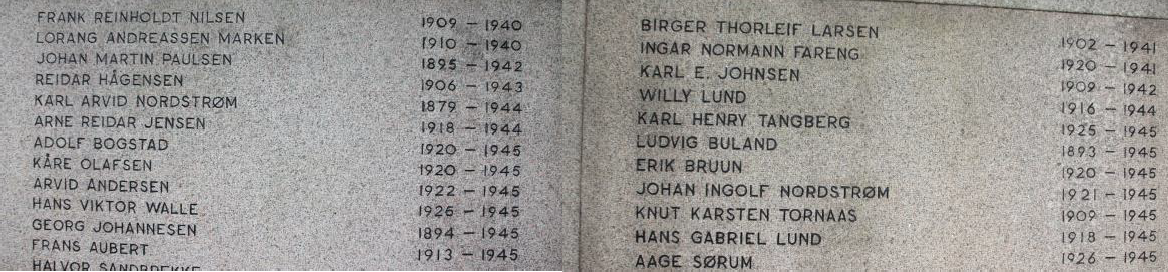 FRANK REINHOLDT NILSEN 1909 – 1940
LORANG ANDREASSEN MARKEN 1910 – 1940
JOHAN MARTIN PAULSEN 1895 – 1942
REIDAR HÅGENSEN 1906 – 1943
KARL ARVID NORDSTRØM 1879 – 1944
ARNE REIDAR JENSEN 1918 – 1944
ADOLF BOGSTAD 1920 – 1945
KÅRE OLAFSEN 1920 – 1945
ARVID ANDERSEN 1922 – 1945
HANS VIKTOR WALLE 1926 – 1945
GEORG JOHANNESEN 1894 – 1945
FRANS AUBERT 1913 – 1945
HALVOR SANDBREKKE
BIRGER THORLEIF LARSEN 1902 – 1941
INGAR NORMANN FARENG 1920 – 1941
KARL E. JOHNSEN 1909 – 1942
WILLY LUND 1916 – 1944
KARL HENRY TANGBERG 1925 – 1945
LUDVIG BULAND 1893 – 1945
ERIK BRUUN 1920 – 1945
JOHAN INGOLF NORDSTRØM 1921 – 1945
KNUT KARSTEN TORNAAS 1909 – 1945
HANS GABRIEL LUND 1918 – 1945
AAGE SØRUM 1926 – 1945